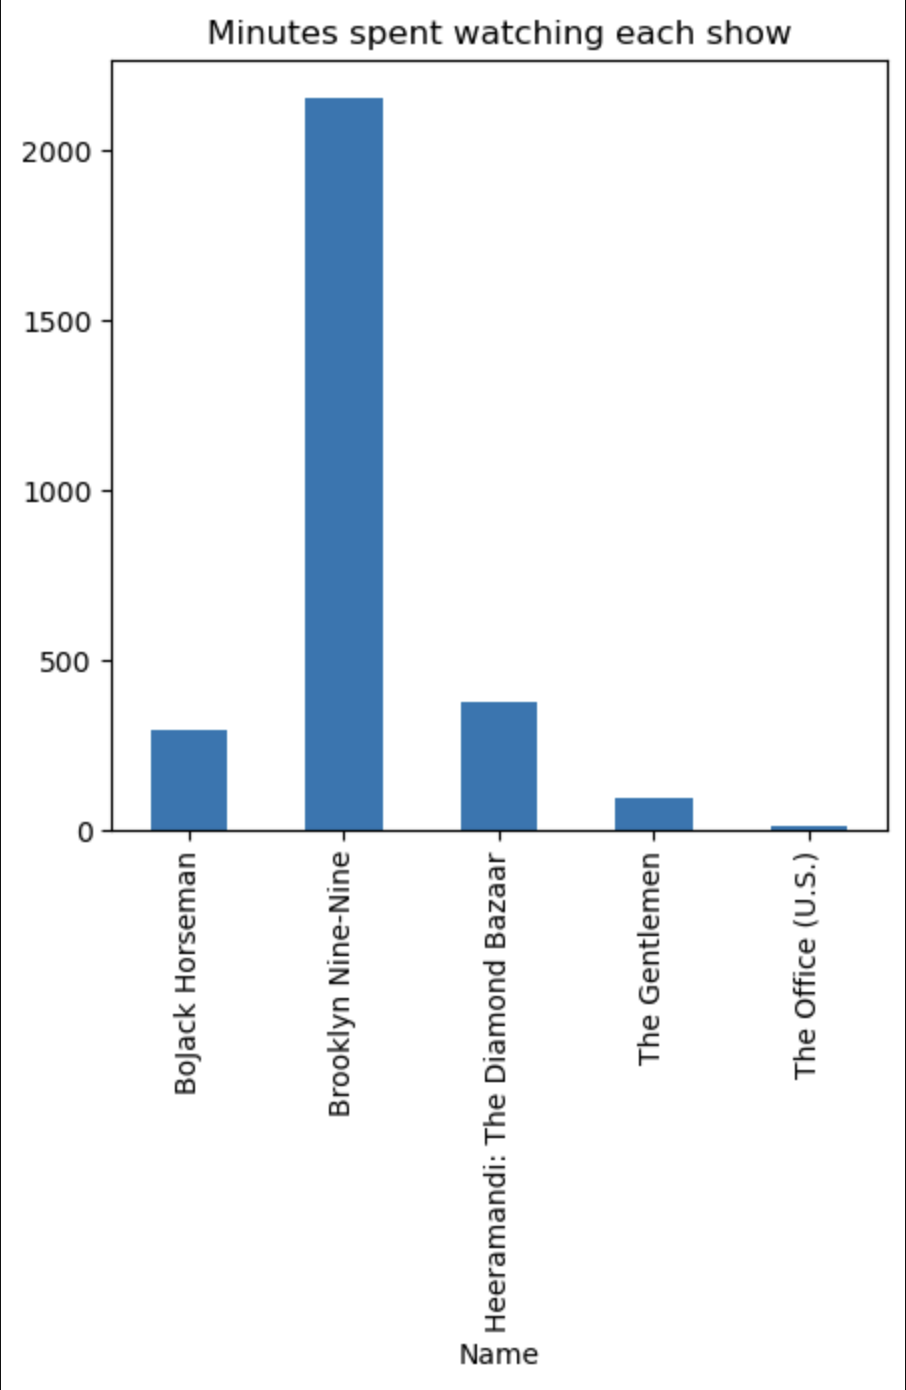 Minutes spent watching each show
2000
1500
1000
500
0
BoJack Horseman
Brooklyn Nine-Nine
Heeramandi: The Diamond Bazaar
The Gentlemen
The Office (U.S.)
Name